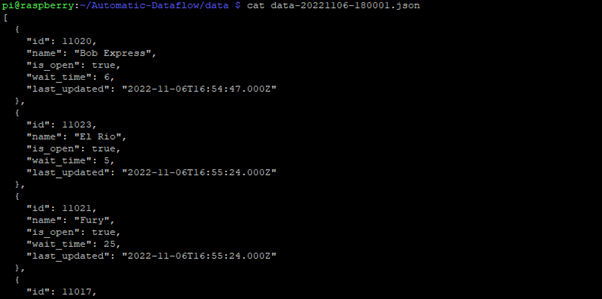 pi@raspberry:~/Automatic-Dataflow/data $ cat data-20221106-180001.json
[
  {
    "id": 11020,
    "name": "Bob Express",
    "is_open": true,
    "wait_time": 6,
    "last_updated": "2022-11-06T16:54:47.000Z"
  },
  {
    "id": 11023,
    "name": "El Rio",
    "is_open": true,
    "wait_time": 5,
    "last_updated": "2022-11-06T16:55:24.000Z"
  },
  {
    "id": 11021,
    "name": "Fury",
    "is_open": true,
    "wait_time": 25,
    "last_updated": "2022-11-06T16:55:24.000Z"
  },
  {
    "id": 11017,